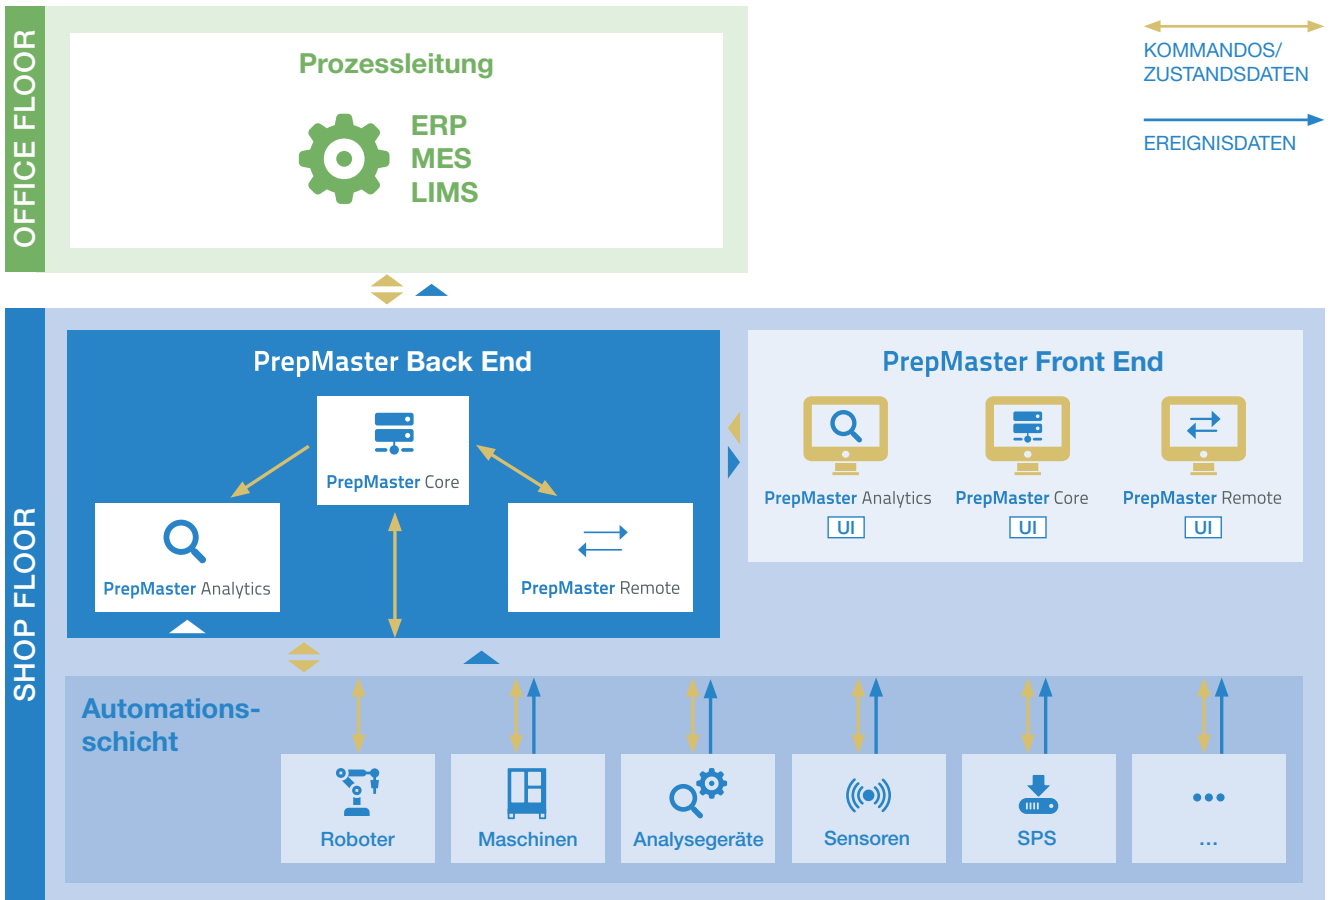 OFFICE FLOOR
Prozessleitung
ERP
MES
LIMS
KOMMANDOS/
ZUSTANDSDATEN
EREIGNISDATEN
SHOP FLOOR
PrepMaster Back End
PrepMaster Core
PrepMaster Analytics
PrepMaster Remote
PrepMaster Front End
PrepMaster Analytics
UI
PrepMaster Core
UI
PrepMaster Remote
UI
Automations-
schicht
Roboter
Maschinen
Analysegeräte
Sensoren
SPS
...